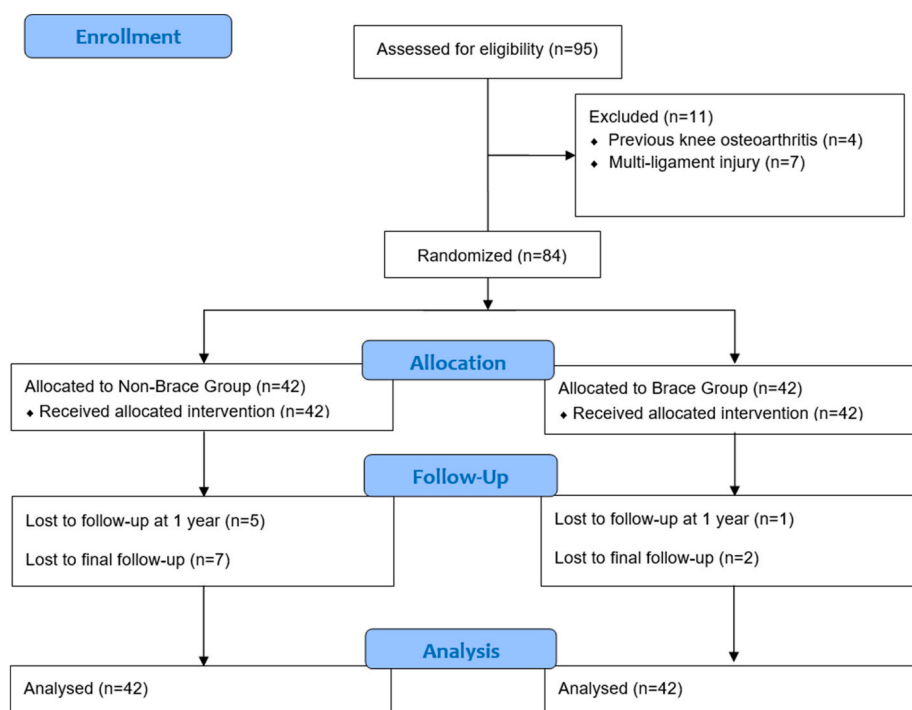 Enrollment
Assessed for eligibility (n=95)
Excluded (n=11)
♦ Previous knee osteoarthritis (n=4)
♦ Multi-ligament injury (n=7)
Randomized (n=84)
Allocation
Allocated to Non-Brace Group (n=42)
♦ Received allocated intervention (n=42)
Allocated to Brace Group (n=42)
♦ Received allocated intervention (n=42)
Follow-Up
Lost to follow-up at 1 year (n=5)
Lost to final follow-up (n=7)
Lost to follow-up at 1 year (n=1)
Lost to final follow-up (n=2)
Analysis
Analysed (n=42)
Analysed (n=42)